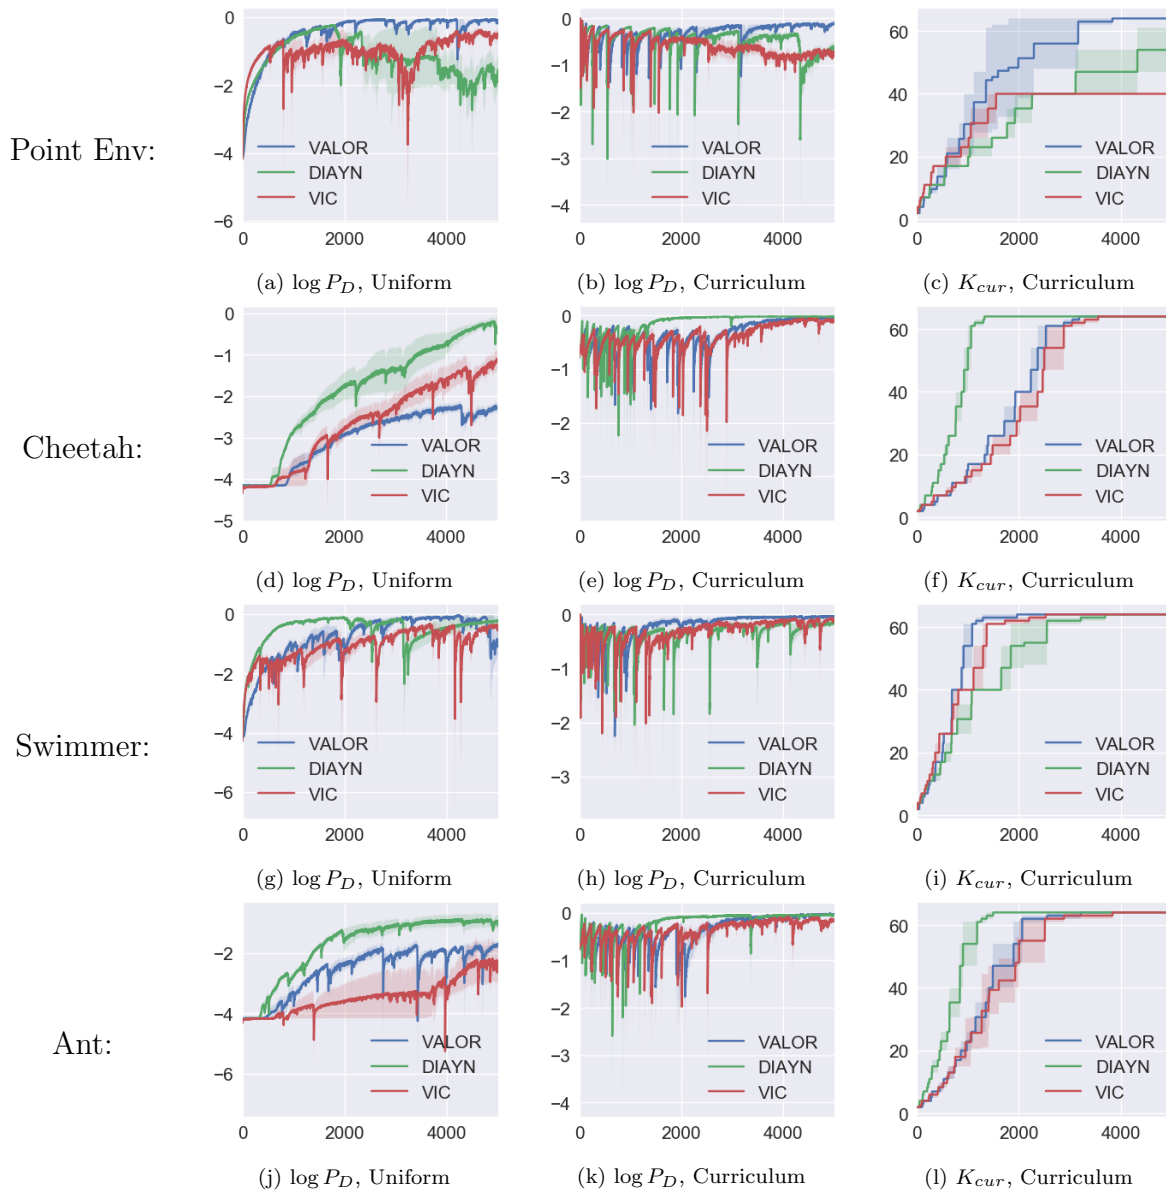 Point Env:
0
−2
−4
−6
VALOR
DIAYN
VIC
0 2000 4000
(a) log P_D, Uniform
0
−1
−2
−3
−4
VALOR
DIAYN
VIC
0 2000 4000
(b) log P_D, Curriculum
60
40
20
0
VALOR
DIAYN
VIC
0 2000 4000
(c) K_cur, Curriculum
Cheetah:
0
−1
−2
−3
−4
−5
VALOR
DIAYN
VIC
0 2000 4000
(d) log P_D, Uniform
0
−1
−2
−3
VALOR
DIAYN
VIC
0 2000 4000
(e) log P_D, Curriculum
60
40
20
0
VALOR
DIAYN
VIC
0 2000 4000
(f) K_cur, Curriculum
Swimmer:
0
−2
−4
−6
VALOR
DIAYN
VIC
0 2000 4000
(g) log P_D, Uniform
0
−1
−2
−3
VALOR
DIAYN
VIC
0 2000 4000
(h) log P_D, Curriculum
60
40
20
0
VALOR
DIAYN
VIC
0 2000 4000
(i) K_cur, Curriculum
Ant:
−2
−4
−6
VALOR
DIAYN
VIC
0 2000 4000
(j) log P_D, Uniform
0
−1
−2
−3
−4
VALOR
DIAYN
VIC
0 2000 4000
(k) log P_D, Curriculum
60
40
20
0
VALOR
DIAYN
VIC
0 2000 4000
(l) K_cur, Curriculum